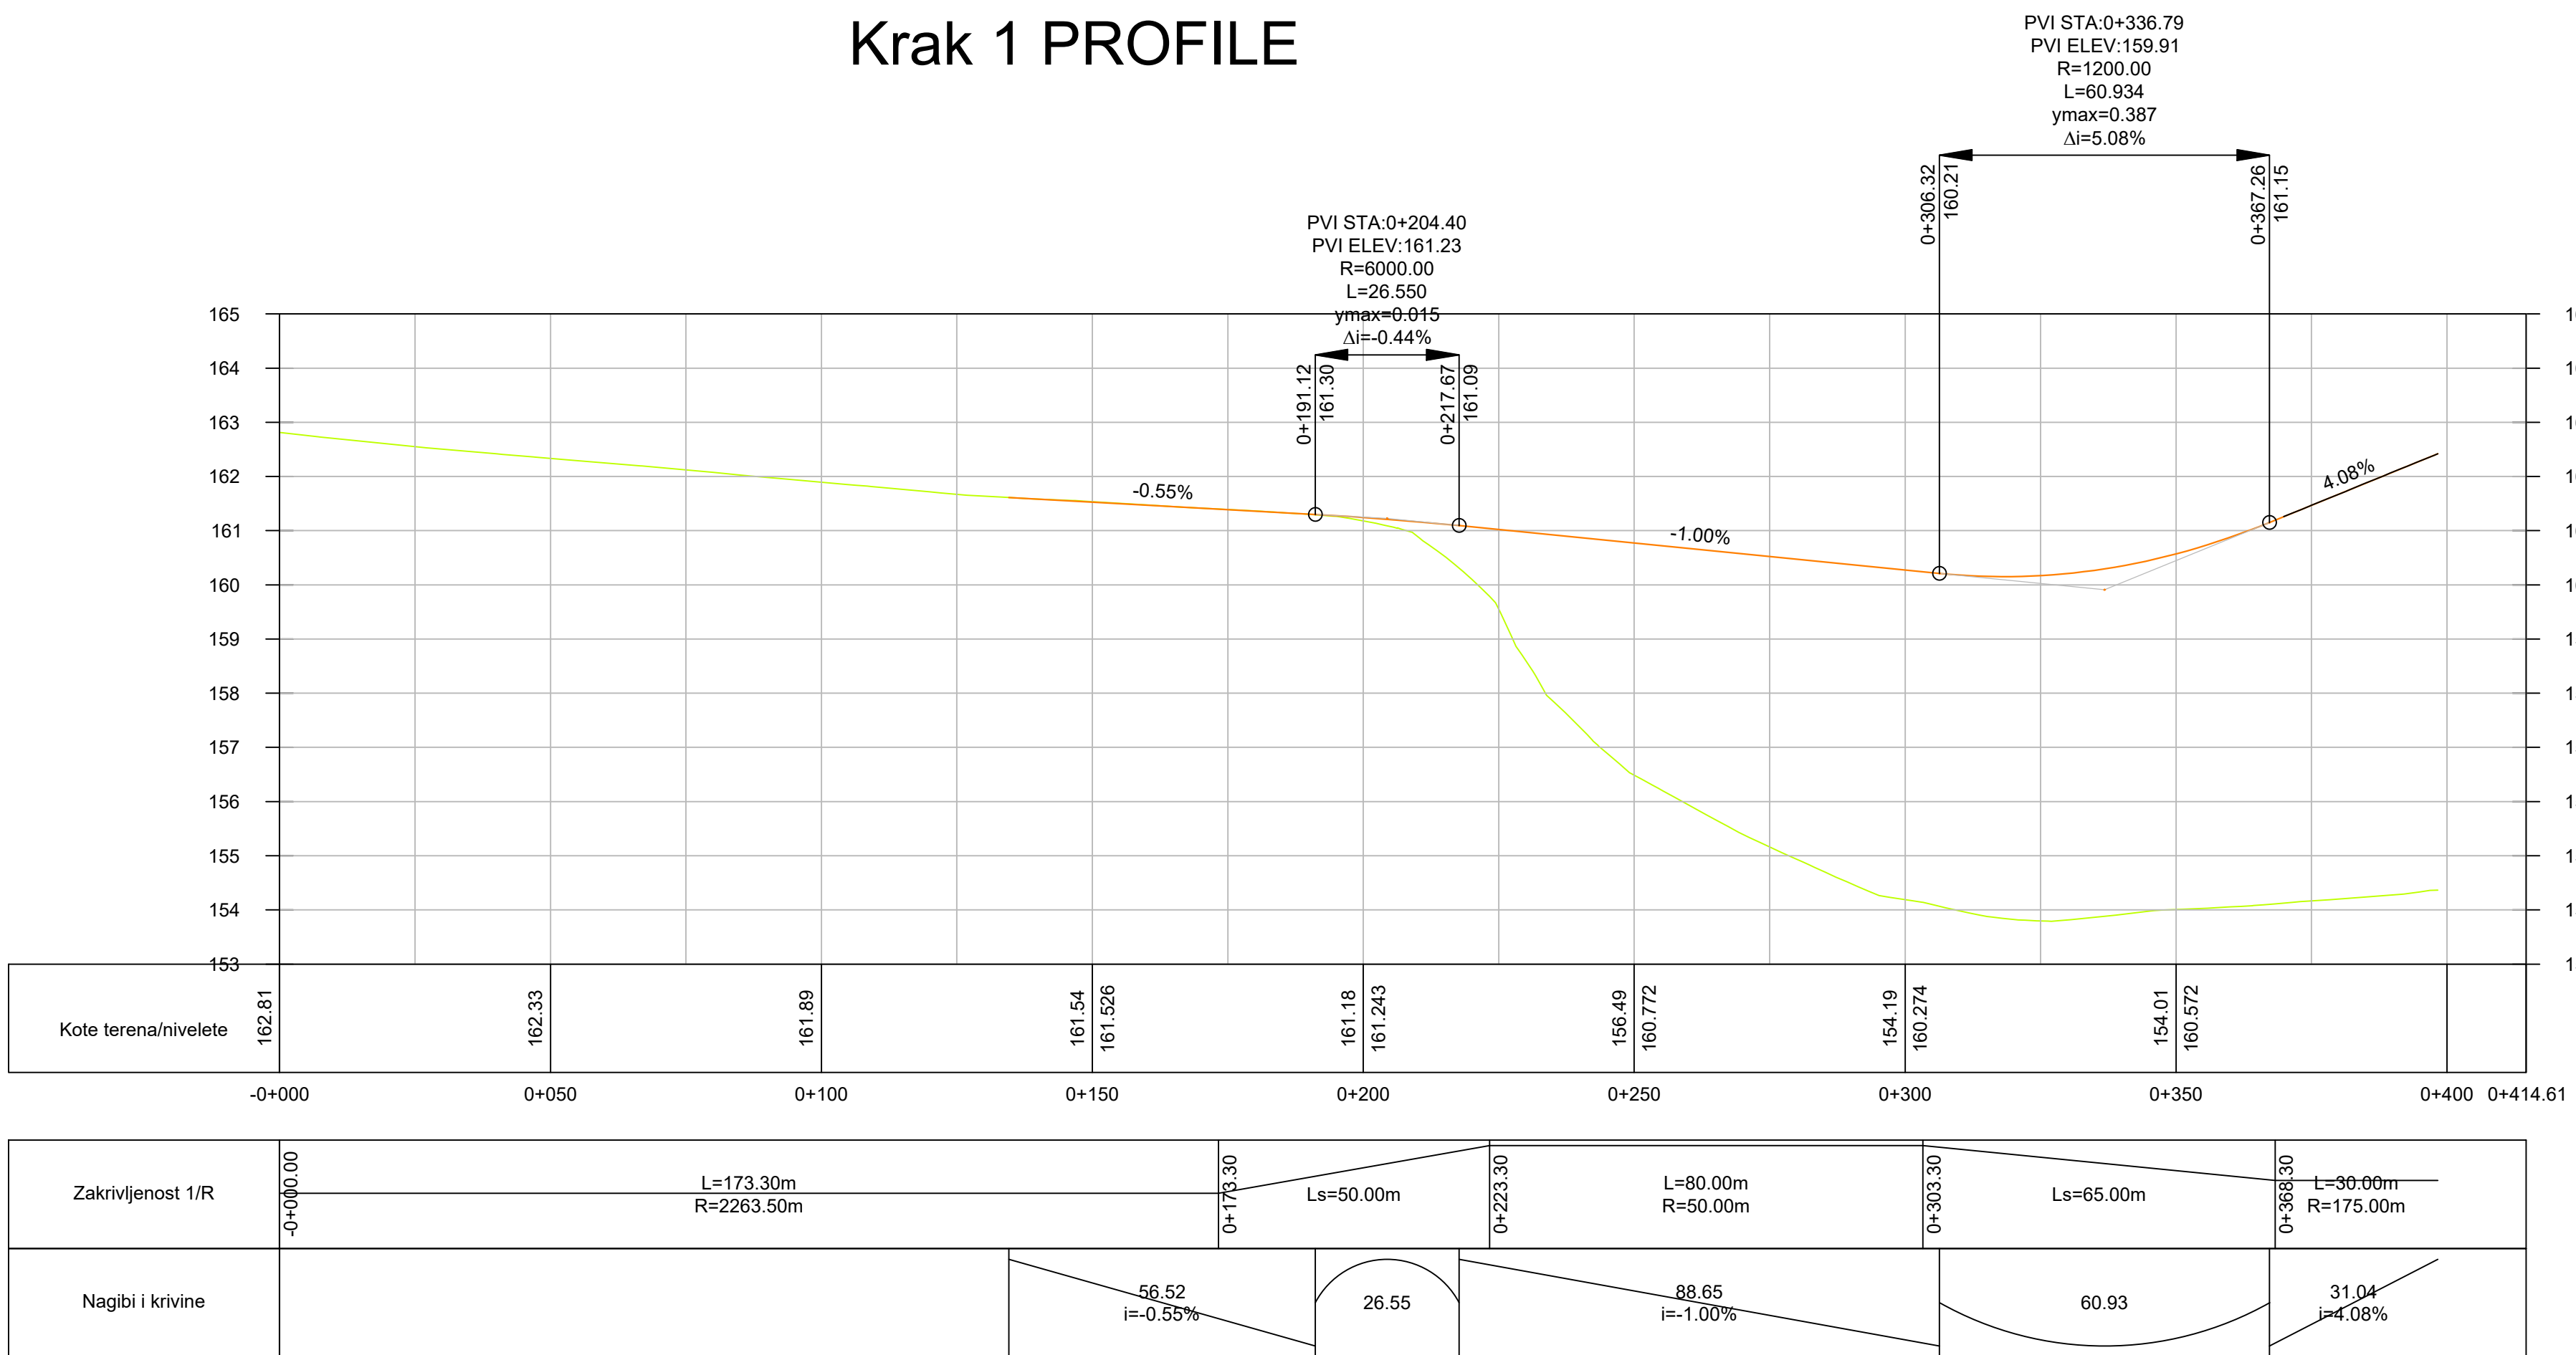 Krak 1 PROFILE
PVI STA:0+336.79
PVI ELEV:159.91
R=1200.00
L=60.934
ymax=0.387
Δi=5.08%
0+306.32
160.21
0+367.26
161.15
PVI STA:0+204.40
PVI ELEV:161.23
R=6000.00
L=26.550
ymax=0.015
Δi=-0.44%
0+191.12
161.30
0+217.67
161.09
165
164
163
162
161
160
159
158
157
156
155
154
153
-0.55%
-1.00%
4.08%
Kote terena/nivelete
162.81
162.33
161.89
161.54
161.526
161.18
161.243
156.49
160.772
154.19
160.274
154.01
160.572
-0+000
0+050
0+100
0+150
0+200
0+250
0+300
0+350
0+400
0+414.61
Zakrivljenost 1/R
-0+000.00
L=173.30m
R=2263.50m
0+173.30
Ls=50.00m
0+223.30
L=80.00m
R=50.00m
0+303.30
Ls=65.00m
0+368.30
L=30.00m
R=175.00m
Nagibi i krivine
56.52
i=-0.55%
26.55
88.65
i=-1.00%
60.93
31.04
i=4.08%